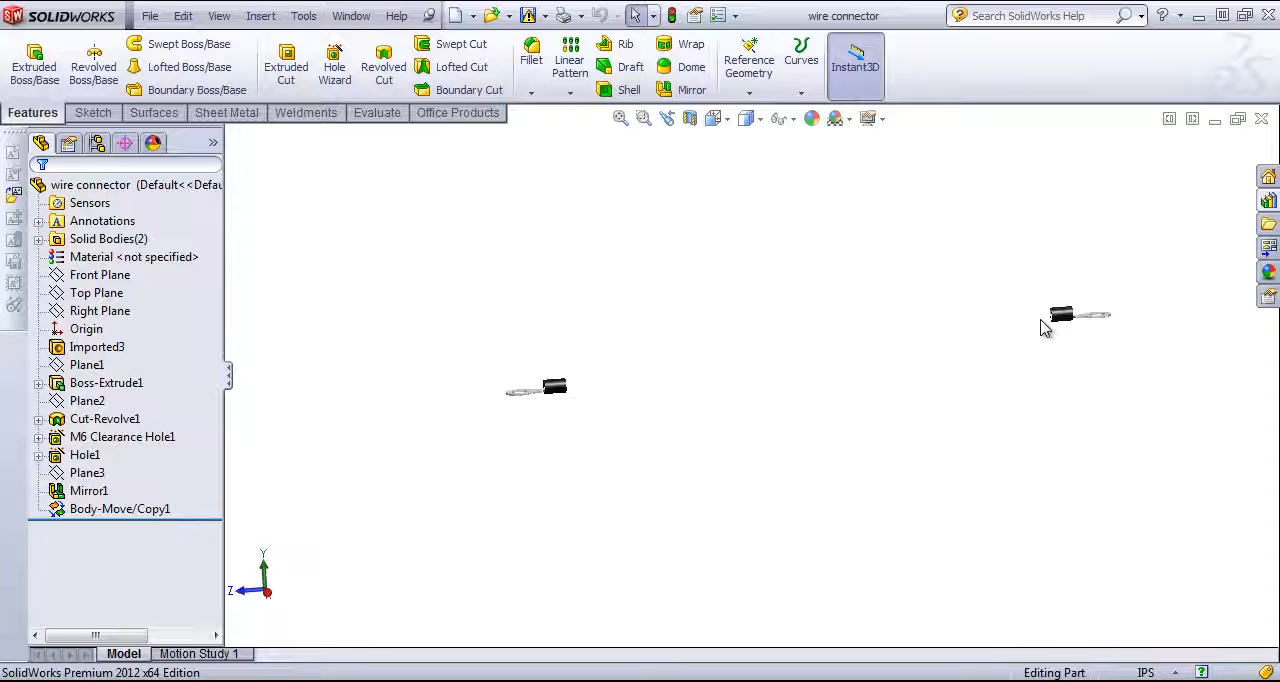 SOLIDWORKS File Edit View Insert Tools Window Help wire connector Search SolidWorks Help
Extruded Boss/Base Revolved Boss/Base Swept Boss/Base Lofted Boss/Base Boundary Boss/Base Extruded Cut Hole Wizard Revolved Cut Swept Cut Lofted Cut Boundary Cut Fillet Linear Pattern Rib Draft Shell Wrap Dome Mirror Reference Geometry Curves Instant3D
Features Sketch Surfaces Sheet Metal Weldments Evaluate Office Products
wire connector (Default<<Defau
Sensors
Annotations
Solid Bodies(2)
Material <not specified>
Front Plane
Top Plane
Right Plane
Origin
Imported3
Plane1
Boss-Extrude1
Plane2
Cut-Revolve1
M6 Clearance Hole1
Hole1
Plane3
Mirror1
Body-Move/Copy1
Y
Z
Model Motion Study 1
SolidWorks Premium 2012 x64 Edition Editing Part IPS